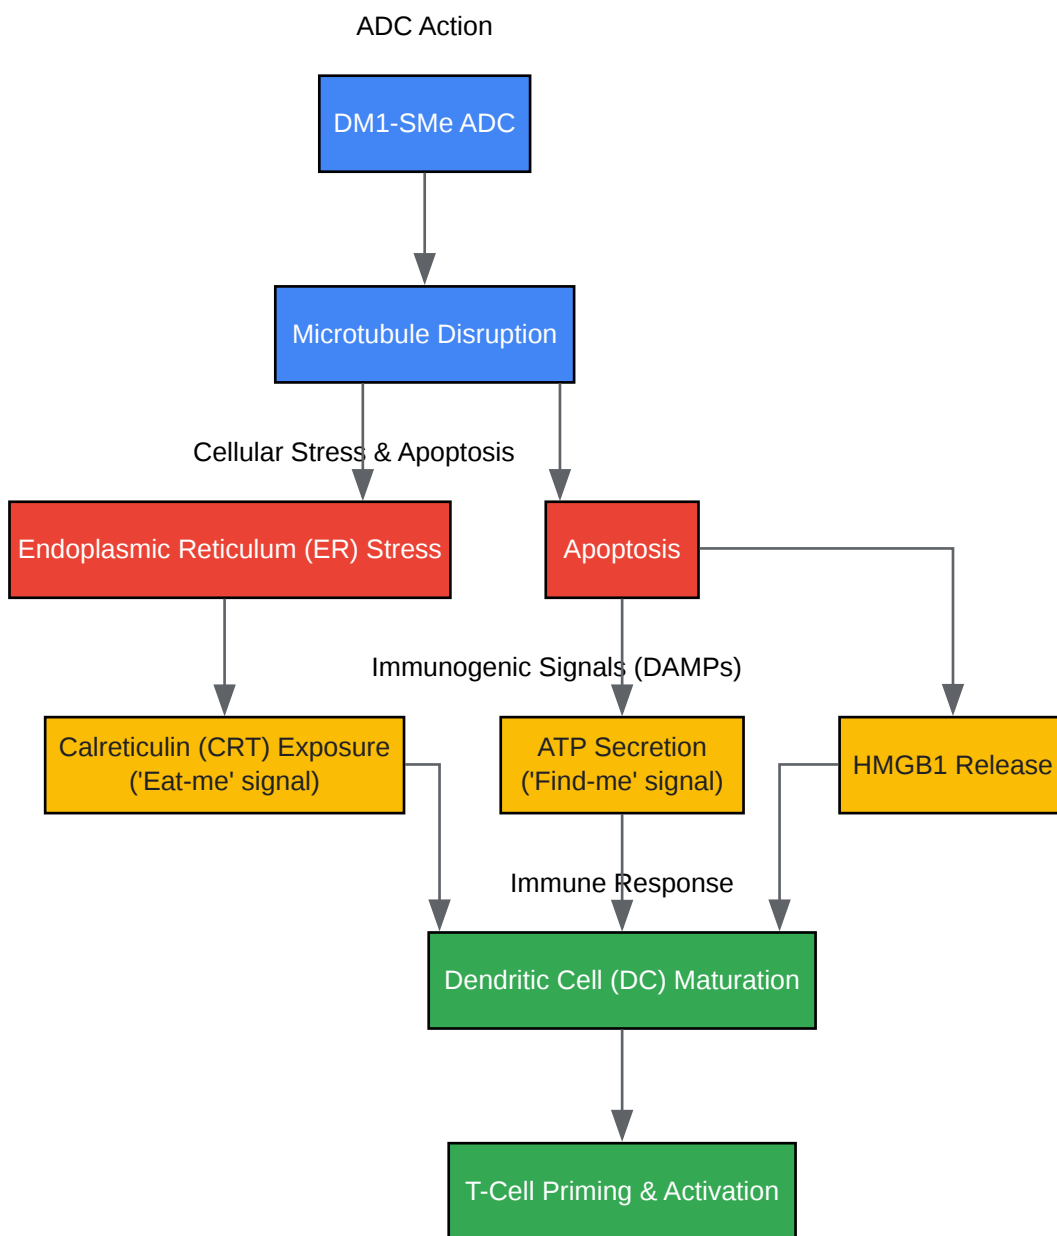 ADC Action
DM1-SMe ADC
Microtubule Disruption
Cellular Stress & Apoptosis
Endoplasmic Reticulum (ER) Stress
Apoptosis
Immunogenic Signals (DAMPs)
Calreticulin (CRT) Exposure
('Eat-me' signal)
ATP Secretion
('Find-me' signal)
HMGB1 Release
Immune Response
Dendritic Cell (DC) Maturation
T-Cell Priming & Activation